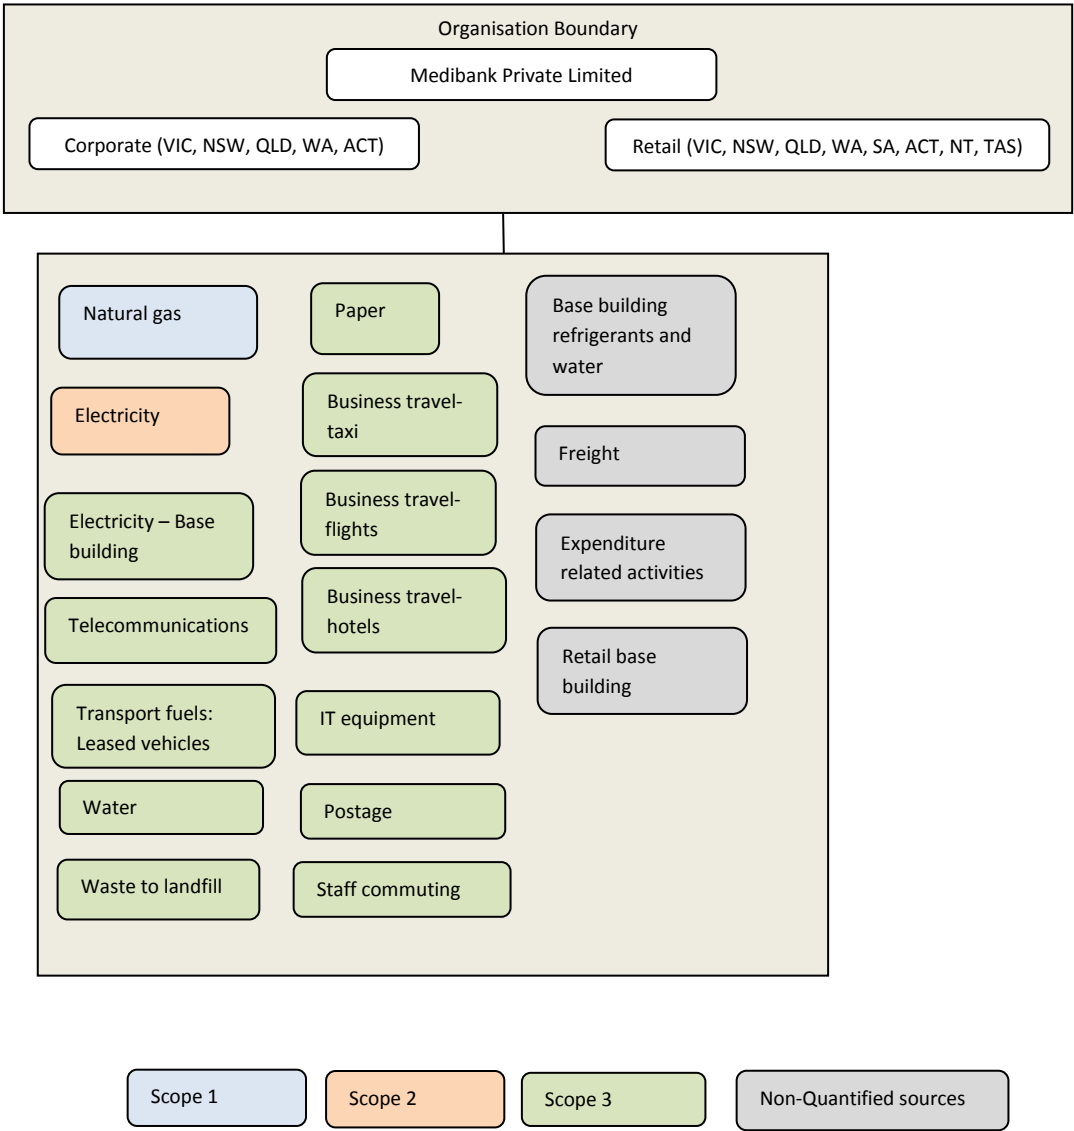 Organisation Boundary
Medibank Private Limited
Corporate (VIC, NSW, QLD, WA, ACT)
Retail (VIC, NSW, QLD, WA, SA, ACT, NT, TAS)
Natural gas
Electricity
Electricity – Base
building
Telecommunications
Transport fuels:
Leased vehicles
Water
Waste to landfill
Paper
Business travel-
taxi
Business travel-
flights
Business travel-
hotels
IT equipment
Postage
Staff commuting
Base building
refrigerants and
water
Freight
Expenditure
related activities
Retail base
building
Scope 1
Scope 2
Scope 3
Non-Quantified sources